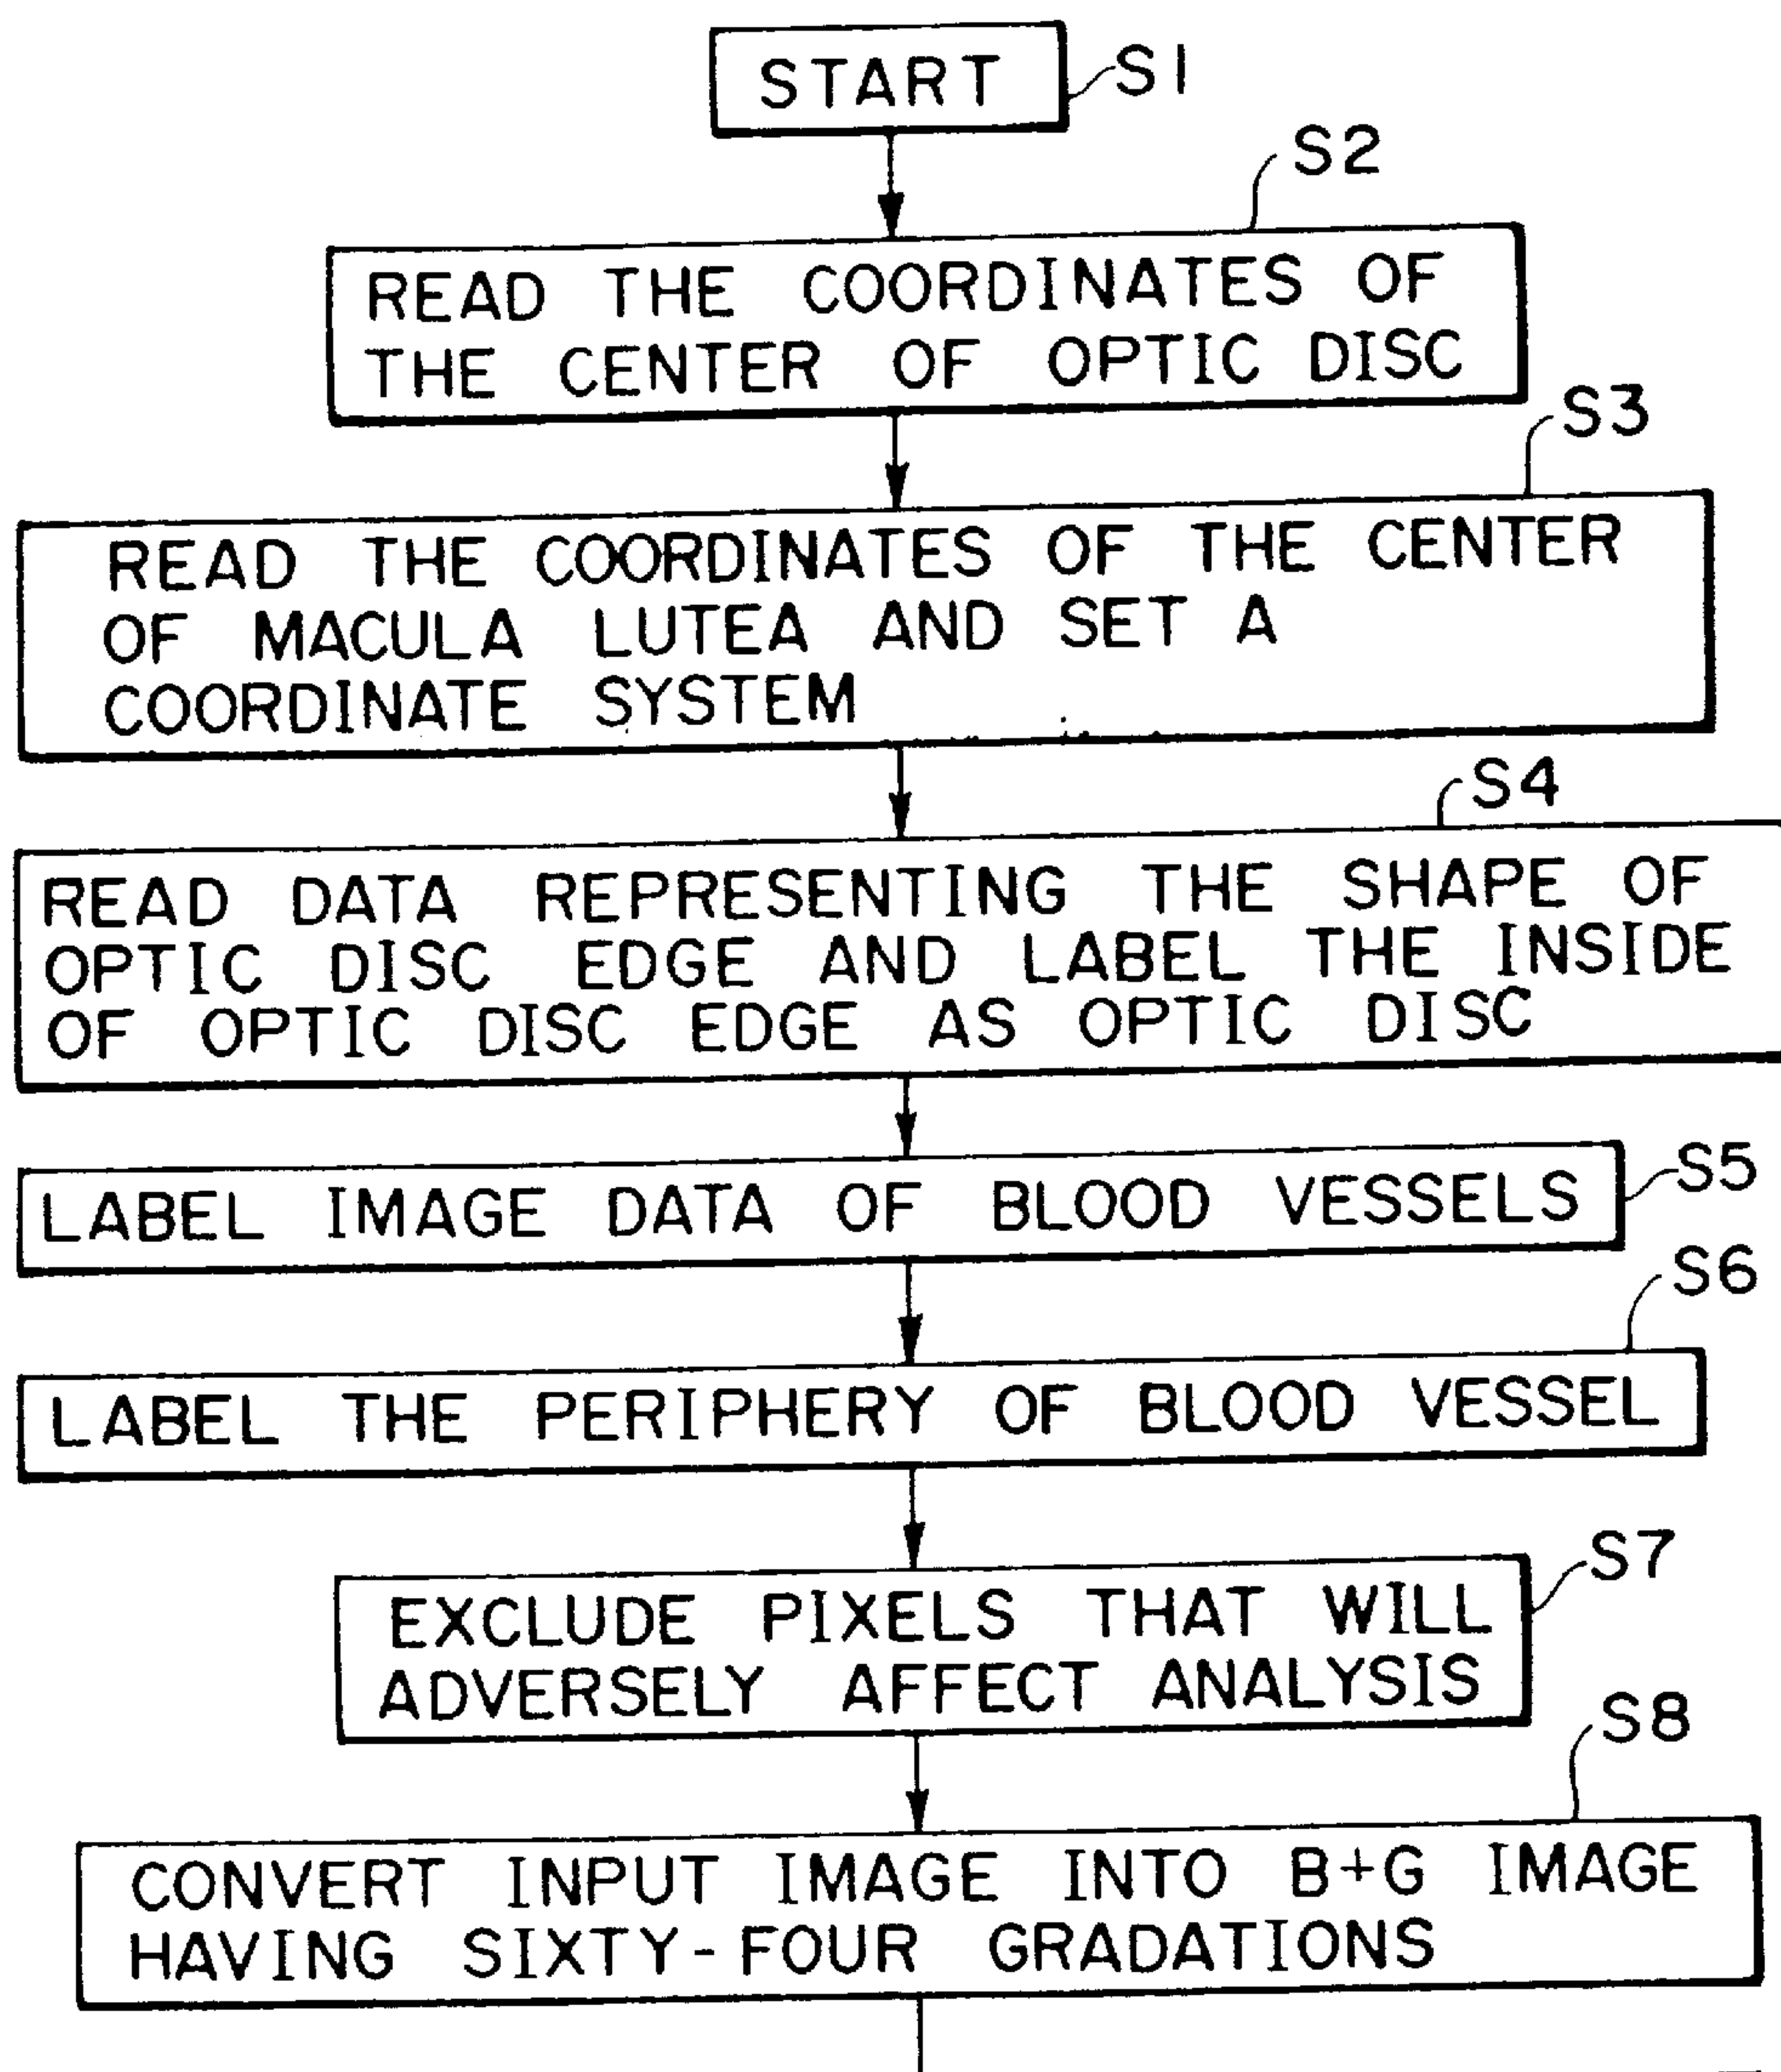 START
S1
S2
READ THE COORDINATES OF
THE CENTER OF OPTIC DISC
S3
READ THE COORDINATES OF THE CENTER
OF MACULA LUTEA AND SET A
COORDINATE SYSTEM
S4
READ DATA REPRESENTING THE SHAPE OF
OPTIC DISC EDGE AND LABEL THE INSIDE
OF OPTIC DISC EDGE AS OPTIC DISC
S5
LABEL IMAGE DATA OF BLOOD VESSELS
S6
LABEL THE PERIPHERY OF BLOOD VESSEL
S7
EXCLUDE PIXELS THAT WILL
ADVERSELY AFFECT ANALYSIS
S8
CONVERT INPUT IMAGE INTO B+G IMAGE
HAVING SIXTY-FOUR GRADATIONS